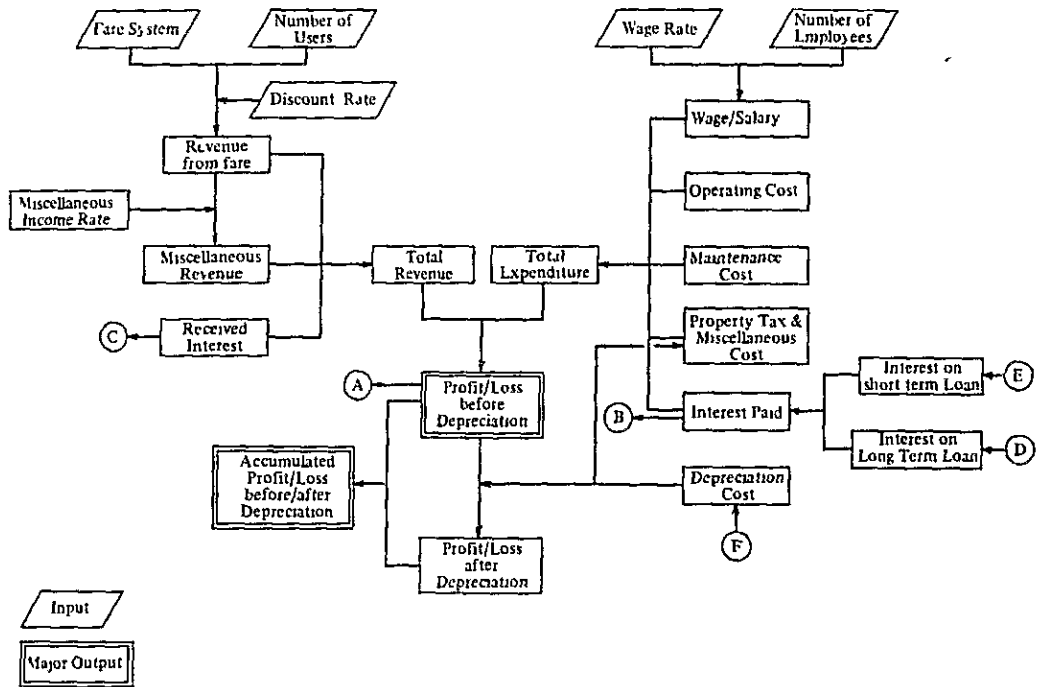 Fare System
Number of
Users
Wage Rate
Number of
Employees
Discount Rate
Wage/Salary
Revenue
from fare
Operating Cost
Miscellaneous
Income Rate
Miscellaneous
Revenue
Total
Revenue
Total
Expenditure
Maintenance
Cost
C
Received
Interest
Property Tax &
Miscellaneous
Cost
A
Profit/Loss
before
Depreciation
B
Interest Paid
Interest on
short term Loan
E
Interest on
Long Term Loan
D
Accumulated
Profit/Loss
before/after
Depreciation
Depreciation
Cost
F
Profit/Loss
after
Depreciation
Input
Major Output